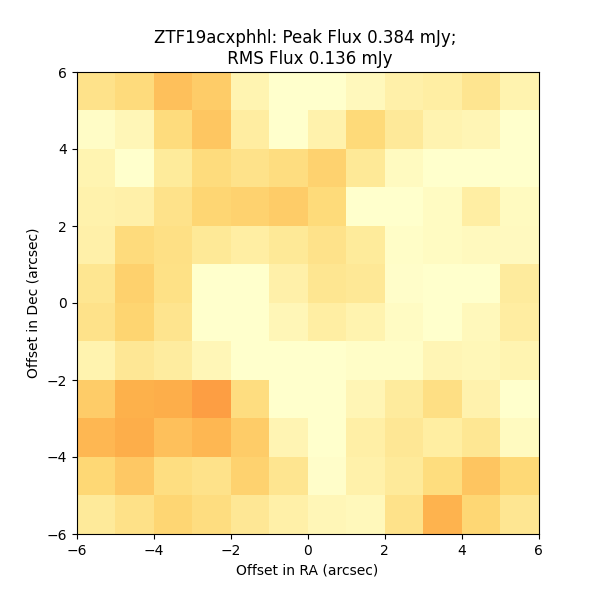 ZTF19acxphhl: Peak Flux 0.384 mJy;
RMS Flux 0.136 mJy
6
4
2
0
−2
−4
−6
Offset in Dec (arcsec)
−6 −4 −2 0 2 4 6
Offset in RA (arcsec)